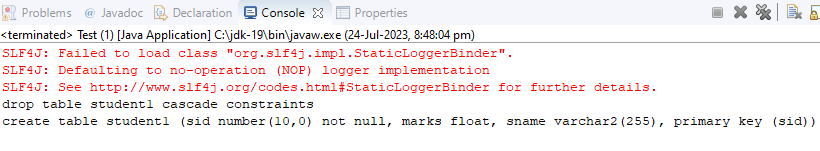 Problems @ Javadoc Declaration Console Properties
<terminated> Test (1) [Java Application] C:\jdk-19\bin\javaw.exe (24-Jul-2023, 8:48:04 pm)
SLF4J: Failed to load class "org.slf4j.impl.StaticLoggerBinder".
SLF4J: Defaulting to no-operation (NOP) logger implementation
SLF4J: See http://www.slf4j.org/codes.html#StaticLoggerBinder for further details.
drop table student1 cascade constraints
create table student1 (sid number(10,0) not null, marks float, sname varchar2(255), primary key (sid))